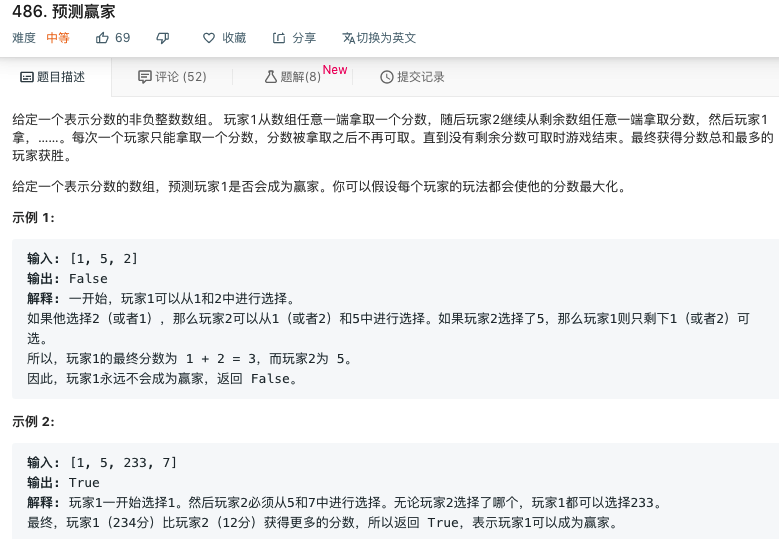 486. 预测赢家
难度 中等 69 收藏 分享 切换为英文
题目描述 评论 (52) 题解(8) New 提交记录
给定一个表示分数的非负整数数组。 玩家1从数组任意一端拿取一个分数，随后玩家2继续从剩余数组任意一端拿取分数，然后玩家1
拿，……。每次一个玩家只能拿取一个分数，分数被拿取之后不再可取。直到没有剩余分数可取时游戏结束。最终获得分数总和最多的
玩家获胜。
给定一个表示分数的数组，预测玩家1是否会成为赢家。你可以假设每个玩家的玩法都会使他的分数最大化。
示例 1:
输入: [1, 5, 2]
输出: False
解释: 一开始，玩家1可以从1和2中进行选择。
如果他选择2（或者1），那么玩家2可以从1（或者2）和5中进行选择。如果玩家2选择了5，那么玩家1则只剩下1（或者2）可
选。
所以，玩家1的最终分数为 1 + 2 = 3，而玩家2为 5。
因此，玩家1永远不会成为赢家，返回 False。
示例 2:
输入: [1, 5, 233, 7]
输出: True
解释: 玩家1一开始选择1。然后玩家2必须从5和7中进行选择。无论玩家2选择了哪个，玩家1都可以选择233。
最终，玩家1（234分）比玩家2（12分）获得更多的分数，所以返回 True，表示玩家1可以成为赢家。